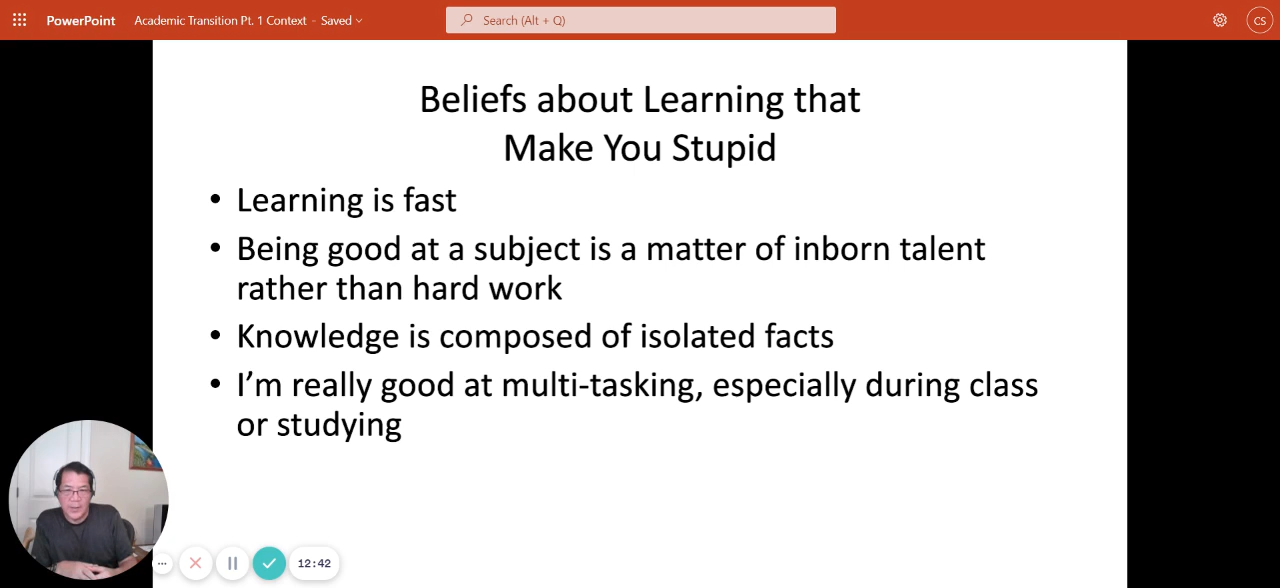 PowerPoint Academic Transition Pt. 1 Context - Saved Search (Alt + Q) CS
Beliefs about Learning that
Make You Stupid
• Learning is fast
• Being good at a subject is a matter of inborn talent
rather than hard work
• Knowledge is composed of isolated facts
• I’m really good at multi-tasking, especially during class
or studying
12:42